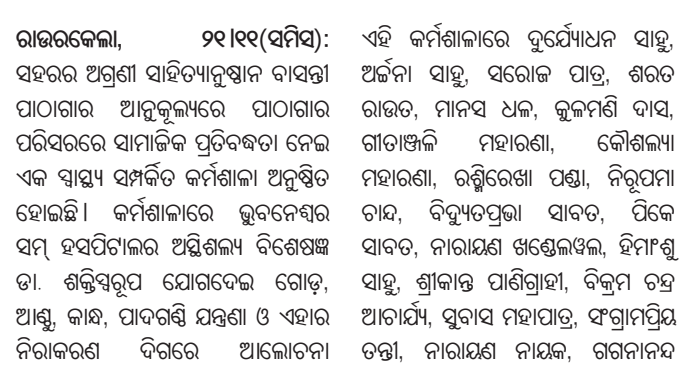 ରାଉରକେଲା, ୨୧।୧୧(ସମିସ):
ସହରର ଅଗ୍ରଣୀ ସାହିତ୍ୟାନୁଷ୍ଠାନ ବାସନ୍ତୀ
ପାଠାଗାର ଆନୁକୂଲ୍ୟରେ ପାଠାଗାର
ପରିସରରେ ସାମାଜିକ ପ୍ରତିବଦ୍ଧତା ନେଇ
ଏକ ସ୍ୱାସ୍ଥ୍ୟ ସମ୍ପର୍କିତ କର୍ମଶାଳା ଅନୁଷ୍ଠିତ
ହୋଇଛି। କର୍ମଶାଳାରେ ଭୁବନେଶ୍ୱର
ସମ୍ ହସପିଟାଲର ଅସ୍ଥିଶଲ୍ୟ ବିଶେଷଜ୍ଞ
ଡା. ଶକ୍ତିସ୍ୱରୂପ ଯୋଗଦେଇ ଗୋଡ଼,
ଆଣ୍ଠୁ, କାନ୍ଧ, ପାଦଗଣ୍ଠି ଯନ୍ତ୍ରଣା ଓ ଏହାର
ନିରାକରଣ ଦିଗରେ ଆଲୋଚନା
ଏହି କର୍ମଶାଳାରେ ଦୁର୍ଯ୍ୟୋଧନ ସାହୁ,
ଅର୍ଚ୍ଚନା ସାହୁ, ସରୋଜ ପାତ୍ର, ଶରତ
ରାଉତ, ମାନସ ଧଳ, କୁଳମଣି ଦାସ,
ଗୀତାଞ୍ଜଳି ମହାରଣା, କୌଶଲ୍ୟା
ମହାରଣା, ରଶ୍ମିରେଖା ପଣ୍ଡା, ନିରୂପମା
ଚାନ୍ଦ, ବିଦ୍ୟୁତପ୍ରଭା ସାବତ, ପିକେ
ସାବତ, ନାରାୟଣ ଖଣ୍ଡେଲୱଲ, ହିମାଂଶୁ
ସାହୁ, ଶ୍ରୀକାନ୍ତ ପାଣିଗ୍ରାହୀ, ବିକ୍ରମ ଚନ୍ଦ୍ର
ଆଚାର୍ଯ୍ୟ, ସୁବାସ ମହାପାତ୍ର, ସଂଗ୍ରାମପ୍ରିୟ
ତନ୍ତୀ, ନାରାୟଣ ନାୟକ, ଗଗନାନନ୍ଦ